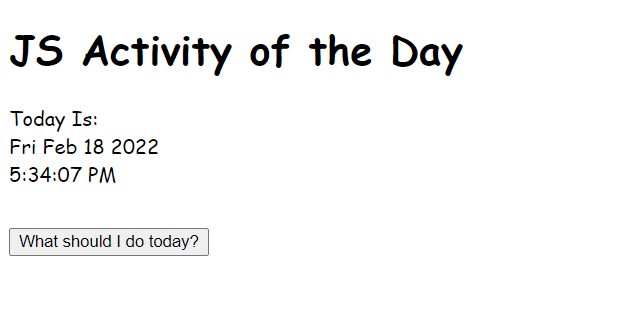 JS Activity of the Day
Today Is:
Fri Feb 18 2022
5:34:07 PM
What should I do today?